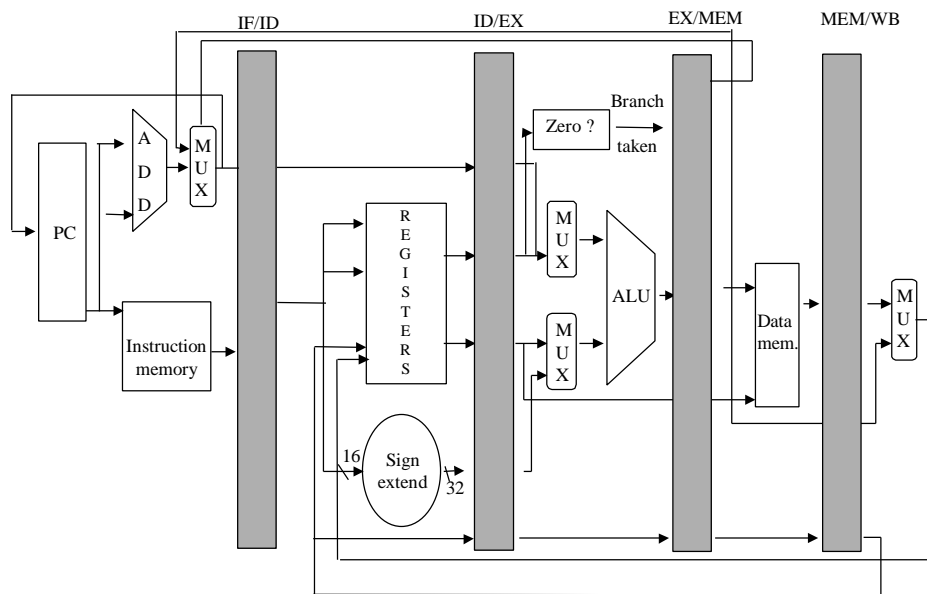 IF/ID
ID/EX
EX/MEM
MEM/WB
Branch
taken
Zero ?
A
D
D
M
U
X
PC
Instruction
memory
R
E
G
I
S
T
E
R
S
M
U
X
M
U
X
ALU
Data
mem.
M
U
X
16
Sign
extend
32